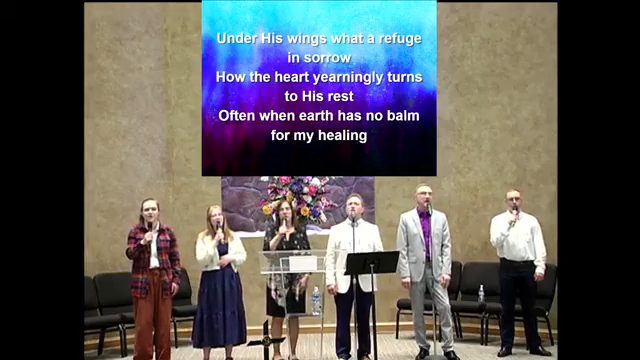 Under His wings what a refuge
in sorrow
How the heart yearningly turns
to His rest
Often when earth has no balm
for my healing